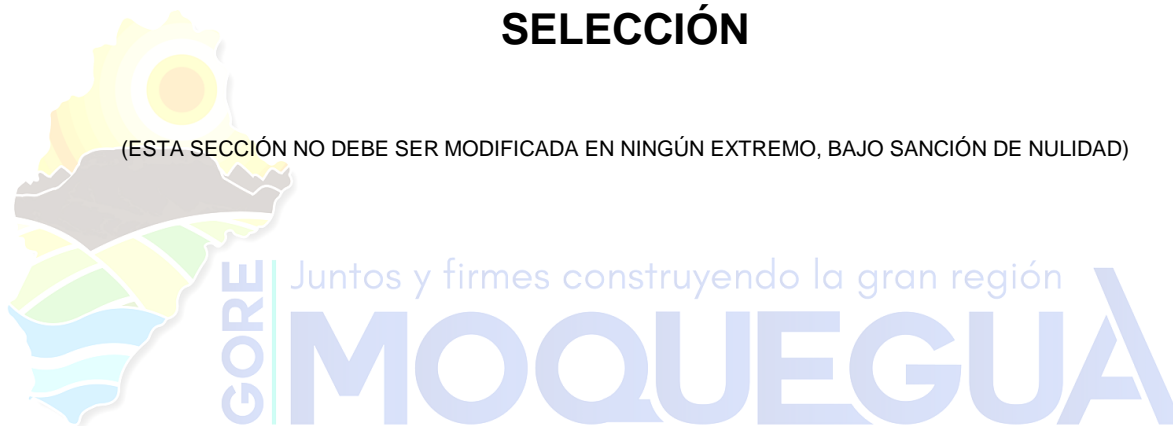 SELECCIÓN
(ESTA SECCIÓN NO DEBE SER MODIFICADA EN NINGÚN EXTREMO, BAJO SANCIÓN DE NULIDAD)
GORE
Juntos y firmes construyendo la gran región
MOQUEGUA